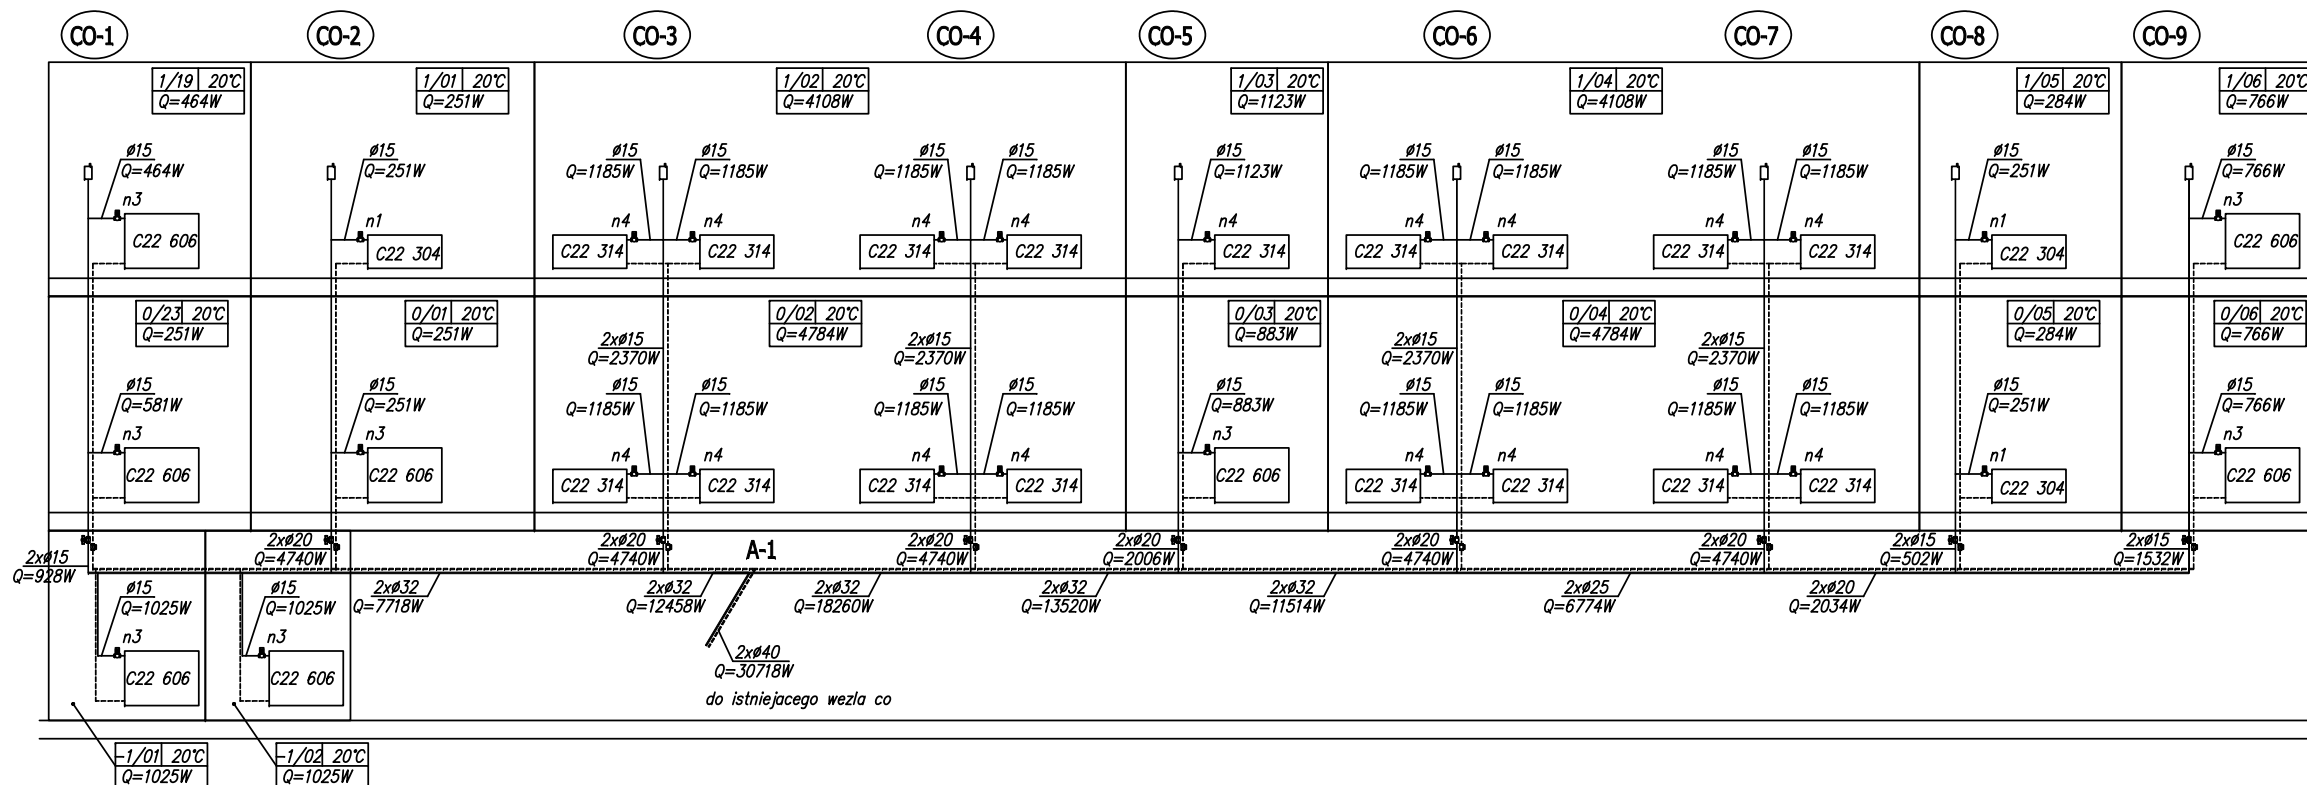 CO-1 CO-2 CO-3 CO-4 CO-5 CO-6 CO-7 CO-8 CO-9
1/19 20°C 1/01 20°C 1/02 20°C 1/03 20°C 1/04 20°C 1/05 20°C 1/06 20°C
Q=464W Q=251W Q=4108W Q=1123W Q=4108W Q=284W Q=766W
ø15 ø15 ø15 ø15 ø15 ø15 ø15 ø15 ø15 ø15 ø15 ø15 ø15
Q=464W Q=251W Q=1185W Q=1185W Q=1185W Q=1185W Q=1123W Q=1185W Q=1185W Q=1185W Q=1185W Q=251W Q=766W
n3 n1 n4 n4 n4 n4 n4 n4 n4 n4 n4 n1 n3
C22 606 C22 304 C22 314 C22 314 C22 314 C22 314 C22 314 C22 314 C22 314 C22 314 C22 314 C22 304 C22 606
0/23 20°C 0/01 20°C 0/02 20°C 0/03 20°C 0/04 20°C 0/05 20°C 0/06 20°C
Q=251W Q=251W Q=4784W Q=883W Q=4784W Q=284W Q=766W
2xø15 2xø15 2xø15 2xø15
Q=2370W Q=2370W Q=2370W Q=2370W
ø15 ø15 ø15 ø15 ø15 ø15 ø15 ø15 ø15 ø15 ø15 ø15 ø15
Q=581W Q=251W Q=1185W Q=1185W Q=1185W Q=1185W Q=883W Q=1185W Q=1185W Q=1185W Q=1185W Q=251W Q=766W
n3 n3 n4 n4 n4 n4 n3 n4 n4 n4 n4 n1 n3
C22 606 C22 606 C22 314 C22 314 C22 314 C22 314 C22 606 C22 314 C22 314 C22 314 C22 314 C22 304 C22 606
2xø15 2xø20 2xø20 A-1 2xø20 2xø20 2xø20 2xø20 2xø15 2xø15
Q=928W Q=4740W Q=4740W Q=4740W Q=2006W Q=4740W Q=4740W Q=502W Q=1532W
ø15 ø15 2xø32 2xø32 2xø32 2xø32 2xø32 2xø25 2xø20
Q=1025W Q=1025W Q=7718W Q=12458W Q=18260W Q=13520W Q=11514W Q=6774W Q=2034W
n3 n3
C22 606 C22 606
2xø40
Q=30718W
do istniejacego wezla co
-1/01 20°C -1/02 20°C
Q=1025W Q=1025W